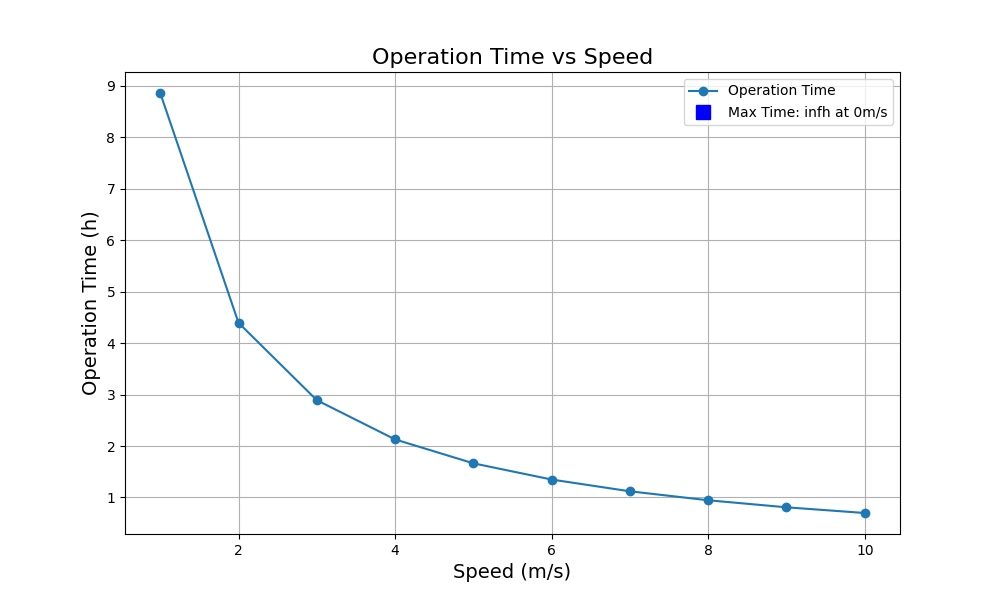 Operation Time vs Speed
Operation Time
Max Time: infh at 0m/s
Operation Time (h)
9
8
7
6
5
4
3
2
1
2
4
6
8
10
Speed (m/s)